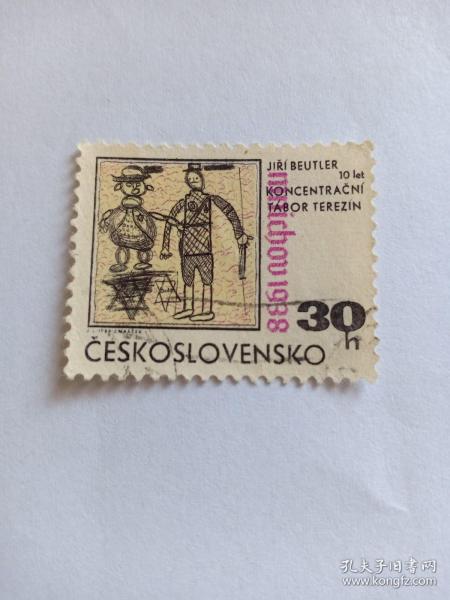 JIŘÍ BEUTLER
10 let
KONCENTRAČNÍ
TÁBOR TEREZÍN
mnichov 1938
30
h
ČESKOSLOVENSKO
孔夫子旧书网
www.kongfz.com